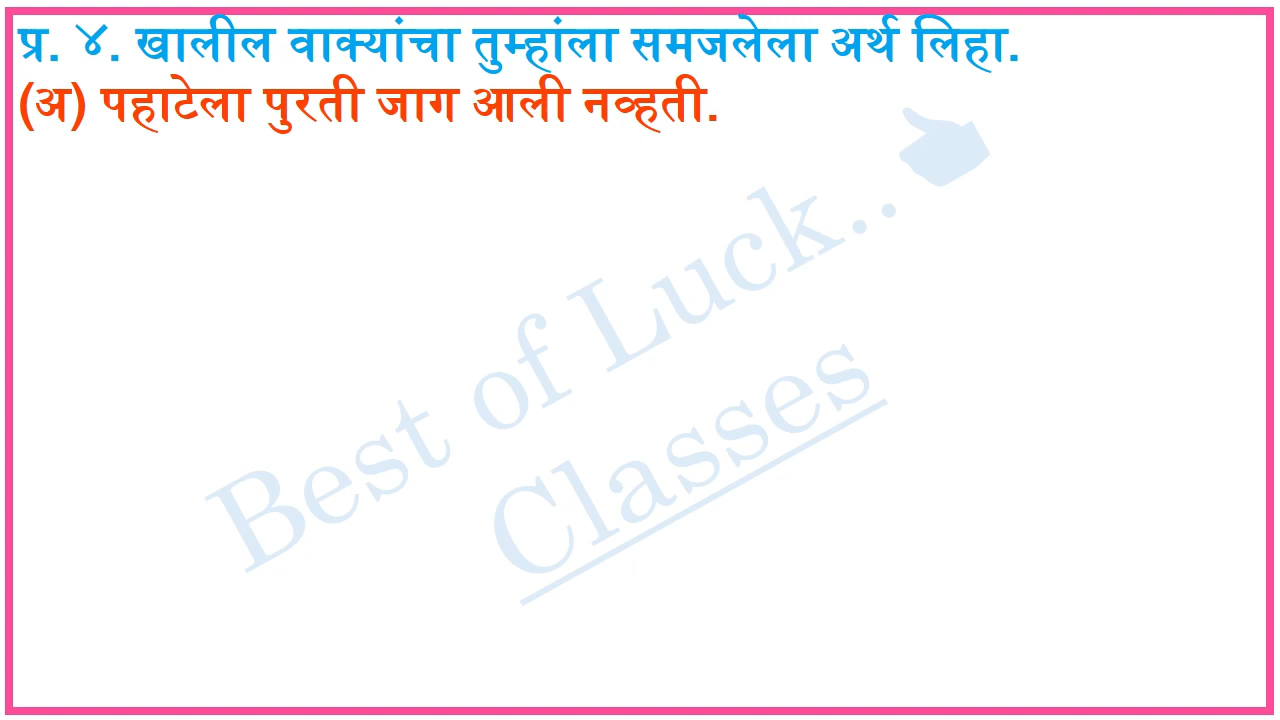 प्र. ४. खालील वाक्यांचा तुम्हांला समजलेला अर्थ लिहा.
(अ) पहाटेला पुरती जाग आली नव्हती.
Best of Luck..
Classes